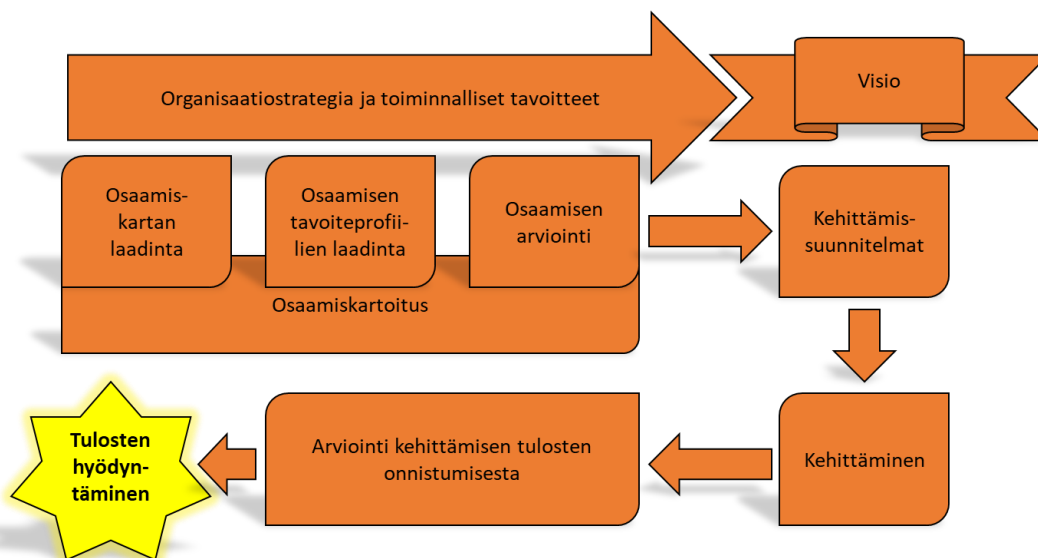 Organisaatiostrategia ja toiminnalliset tavoitteet
Visio
Osaamis-
kartan
laadinta
Osaamisen
tavoiteprofii-
lien laadinta
Osaamisen
arviointi
Kehittämis-
suunnitelmat
Osaamiskartoitus
Tulosten
hyödyn-
täminen
Arviointi kehittämisen tulosten
onnistumisesta
Kehittäminen